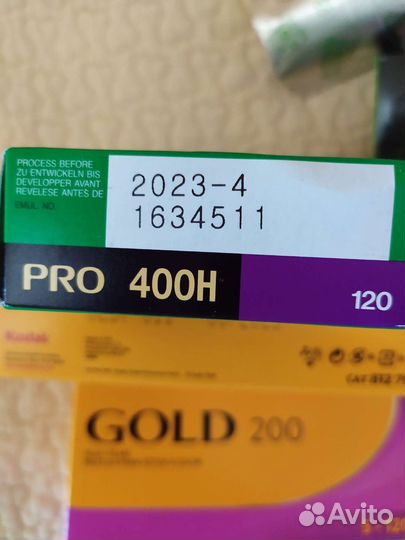 PROCESS BEFORE
ZU ENTWICKELN BIS
DEVELOPPER AVANT
REVELESE ANTES DE
EMUL. NO.
2023-4
1634511
PRO 400H
120
Kodak
GOLD 200
Avito